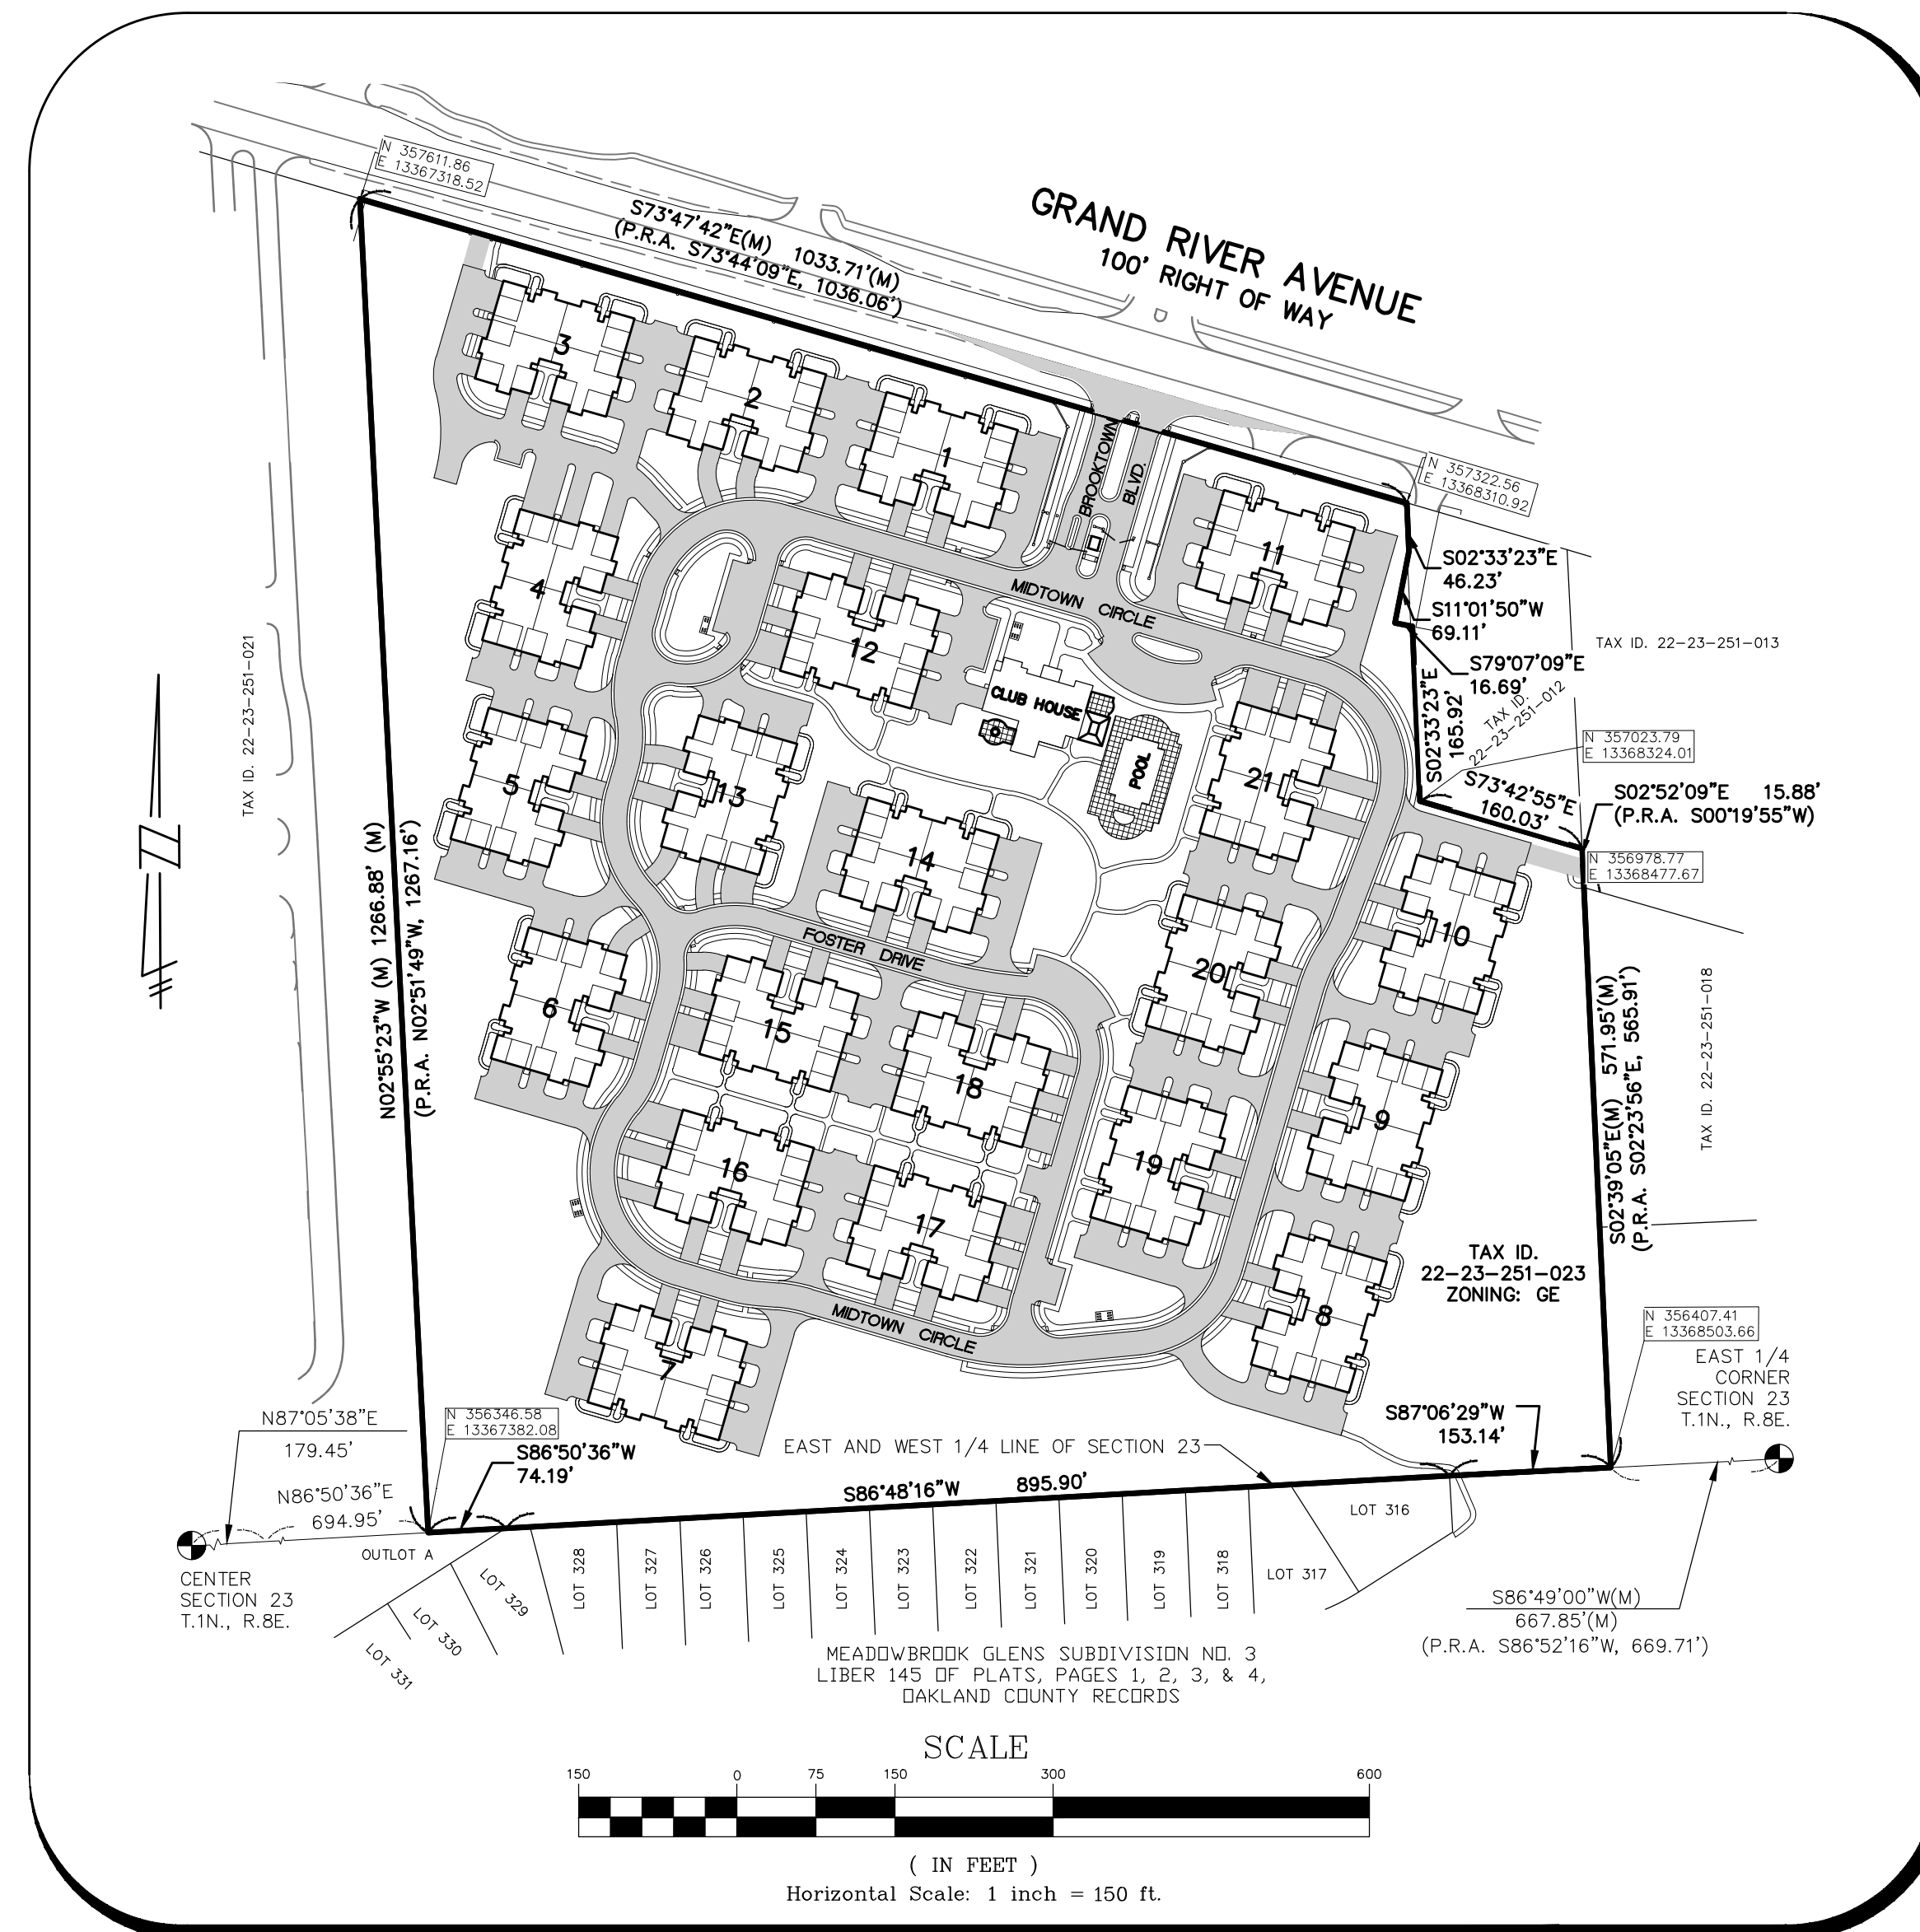 N 357611.86
E 13367318.52
S73°47'42"E(M) 1033.71'(M)
(P.R.A. S73°44'09"E, 1036.06')
GRAND RIVER AVENUE
100' RIGHT OF WAY
N 357322.56
E 13368310.92
3
2
1
BROOKTOWN
BLVD.
11
S02°33'23"E
46.23'
S11°01'50"W
69.11'
S79°07'09"E
16.69'
TAX ID. 22-23-251-013
TAX ID.
22-23-251-012
S02°33'23"E
165.92'
TAX ID. 22-23-251-021
4
12
MIDTOWN CIRCLE
CLUB HOUSE
POOL
N 357023.79
E 13368324.01
S73°42'55"E
160.03'
S02°52'09"E 15.88'
(P.R.A. S00°19'55"W)
N 356978.77
E 13368477.67
5
13
21
14
N02°55'23"W (M) 1266.88' (M)
(P.R.A. N02°51'49"W, 1267.16')
FOSTER DRIVE
10
20
6
15
18
S02°39'05"E(M) 571.95'(M)
(P.R.A. S02°23'56"E, 565.91')
TAX ID. 22-23-251-018
9
19
16
17
TAX ID.
22-23-251-023
ZONING: GE
8
MIDTOWN CIRCLE
7
N 356407.41
E 13368503.66
EAST 1/4
CORNER
SECTION 23
T.1N., R.8E.
N87°05'38"E
179.45'
N 356346.58
E 13367382.08
S86°50'36"W
74.19'
EAST AND WEST 1/4 LINE OF SECTION 23
S87°06'29"W
153.14'
N86°50'36"E
694.95'
S86°48'16"W 895.90'
OUTLOT A
CENTER
SECTION 23
T.1N., R.8E.
LOT 331
LOT 330
LOT 329
LOT 328
LOT 327
LOT 326
LOT 325
LOT 324
LOT 323
LOT 322
LOT 321
LOT 320
LOT 319
LOT 318
LOT 317
LOT 316
S86°49'00"W(M)
667.85'(M)
(P.R.A. S86°52'16"W, 669.71')
MEADOWBROOK GLENS SUBDIVISION NO. 3
LIBER 145 OF PLATS, PAGES 1, 2, 3, & 4,
OAKLAND COUNTY RECORDS
SCALE
150 0 75 150 300 600
( IN FEET )
Horizontal Scale: 1 inch = 150 ft.